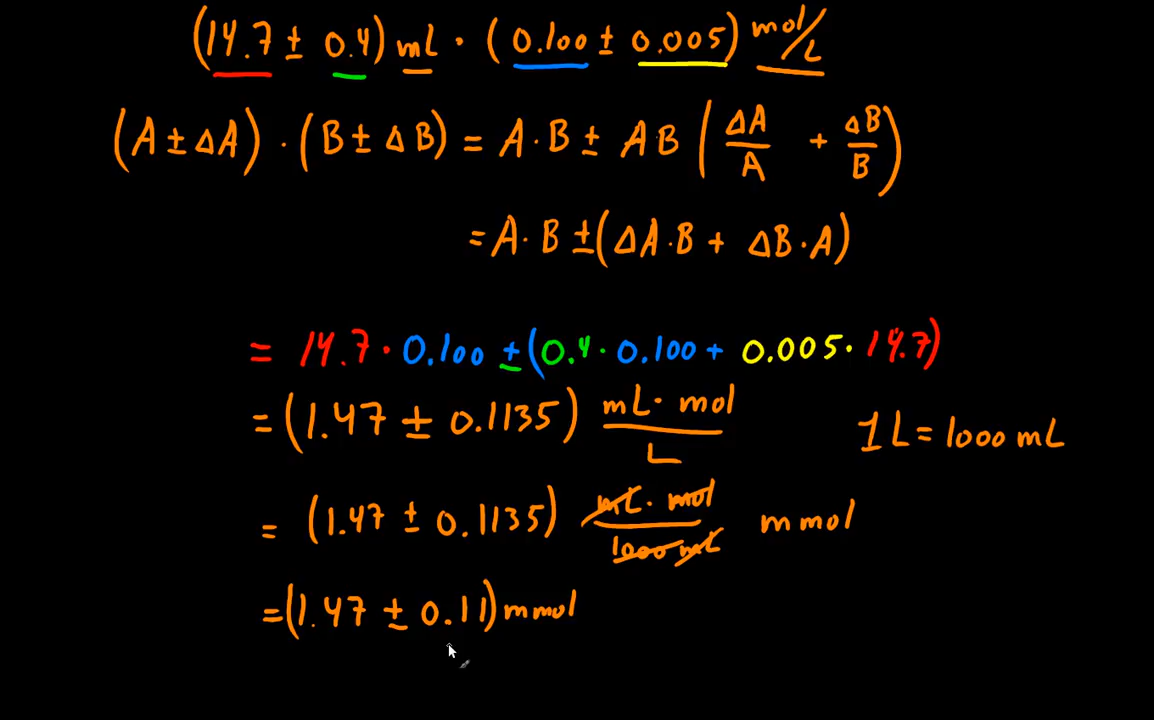 (14.7 ± 0.4) mL · (0.100 ± 0.005) mol/L
(A ± ΔA) · (B ± ΔB) = A·B ± AB (ΔA/A + ΔB/B)
= A·B ± (ΔA·B + ΔB·A)
= 14.7 · 0.100 ± (0.4 · 0.100 + 0.005 · 14.7)
= (1.47 ± 0.1135) mL· mol/L 1L = 1000 mL
= (1.47 ± 0.1135) mL· mol/1000 mL mmol
= (1.47 ± 0.11) mmol